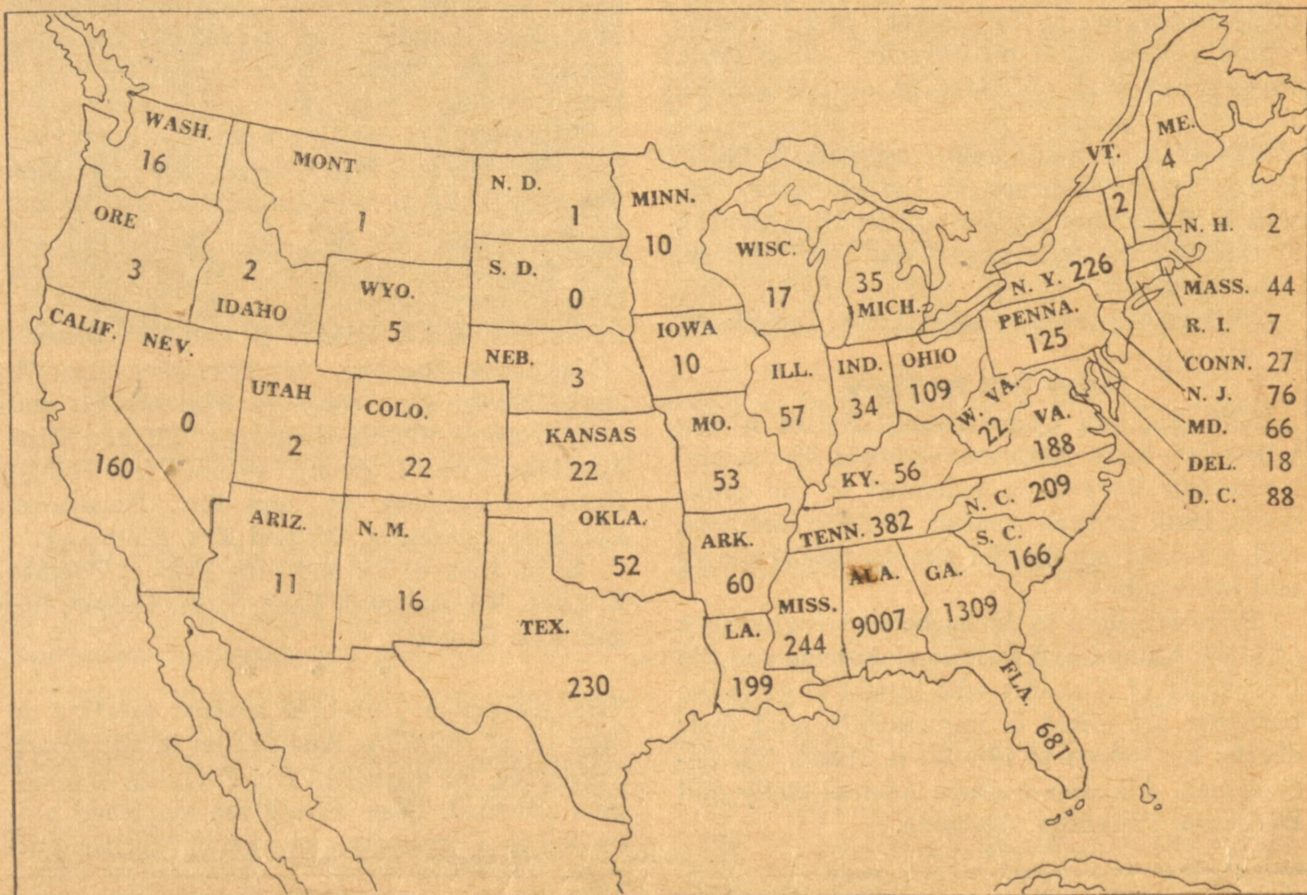 WASH.
16
MONT.
1
N. D.
1
MINN.
10
ORE
3
2
IDAHO
WYO.
5
S. D.
0
WISC.
17
35
MICH.
VT.
2
ME.
4
N. H. 2
MASS. 44
R. I. 7
CONN. 27
N. J. 76
MD. 66
DEL. 18
D. C. 88
N. Y. 226
PENNA.
125
CALIF.
160
NEV.
0
UTAH
2
COLO.
22
NEB.
3
KANSAS
22
IOWA
10
MO.
53
ILL.
57
IND.
34
OHIO
109
W. VA.
22
VA.
188
KY. 56
N. C. 209
TENN. 382
S. C.
166
ARIZ.
11
N. M.
16
OKLA.
52
ARK.
60
TEX.
230
LA.
199
MISS.
244
ALA.
9007
GA.
1309
FLA. 681